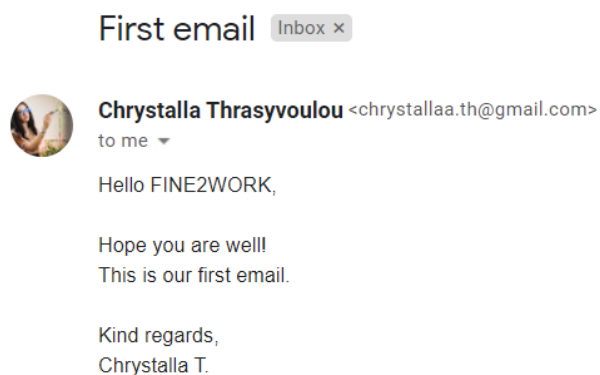 First email Inbox ×
Chrystalla Thrasyvoulou <chrystallaa.th@gmail.com>
to me
Hello FINE2WORK,
Hope you are well!
This is our first email.
Kind regards,
Chrystalla T.